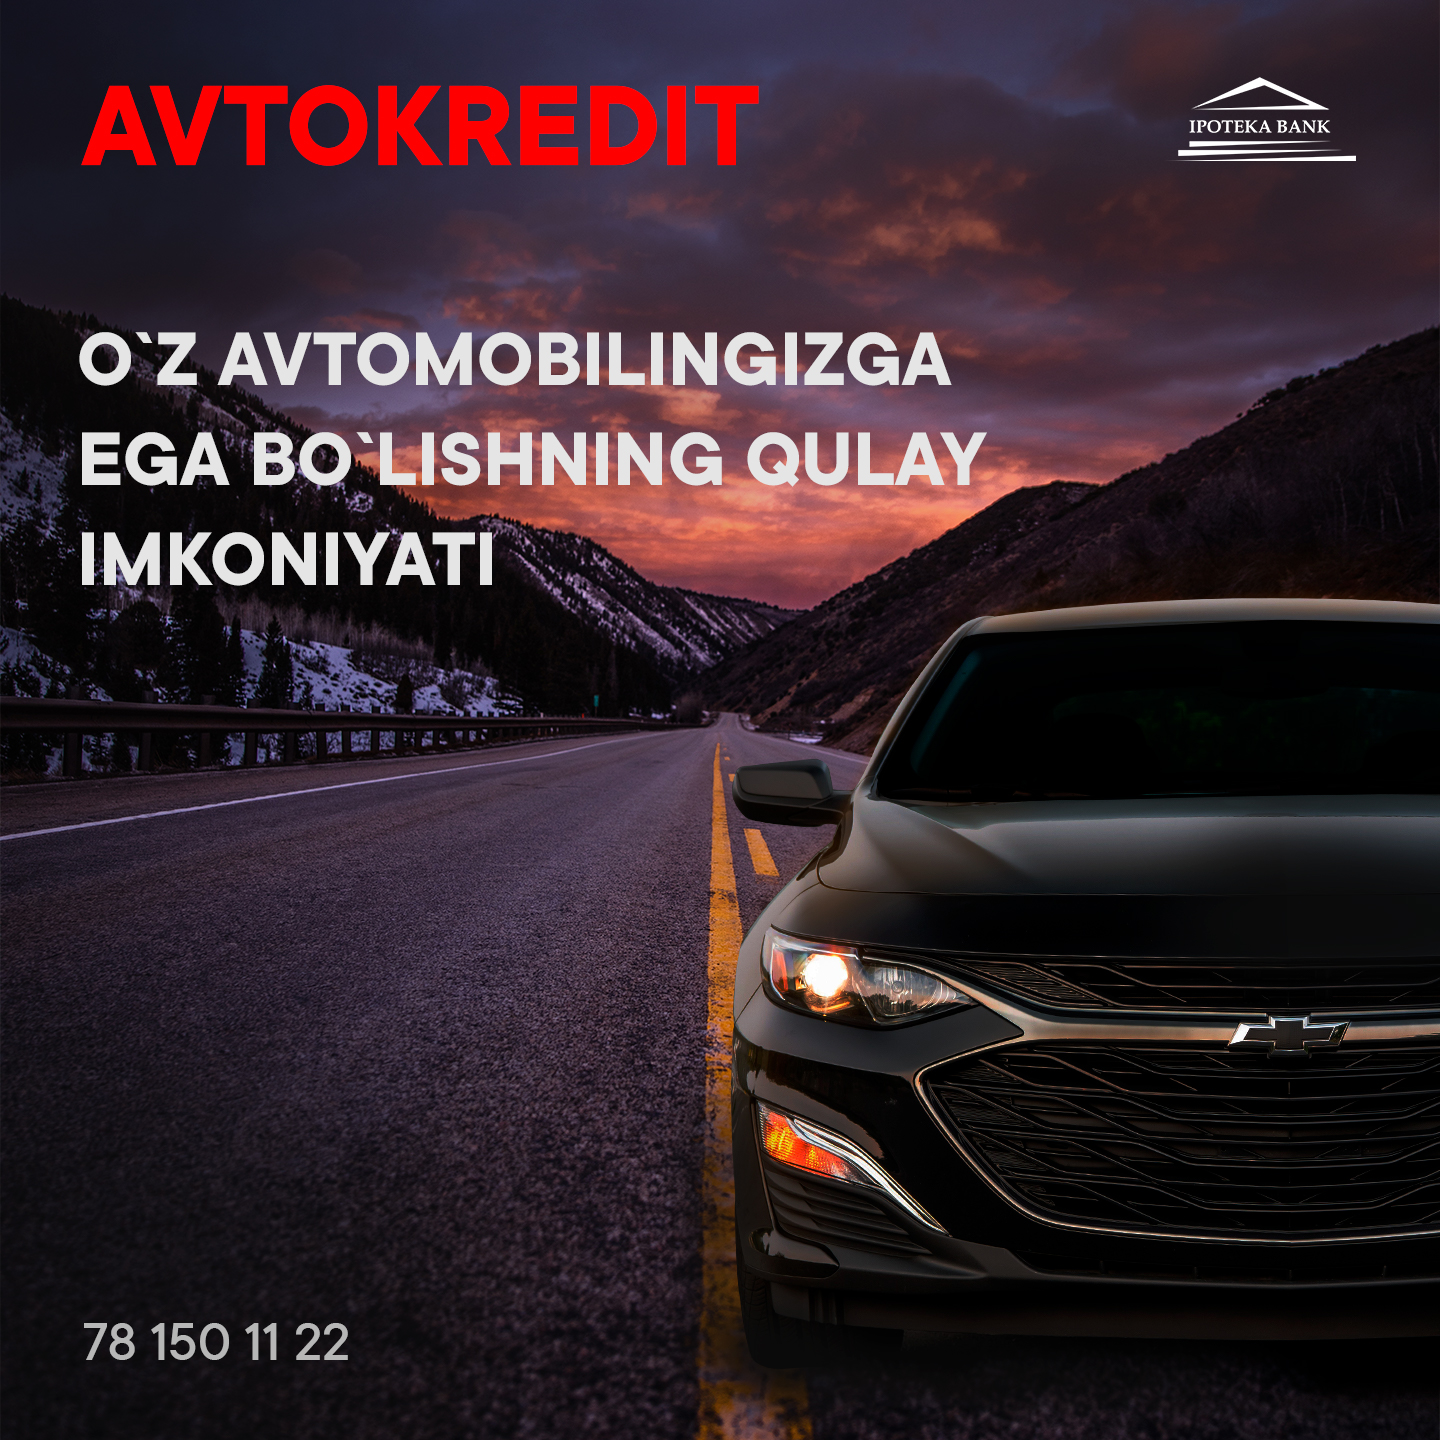 AVTOKREDIT
IPOTEKA BANK
O`Z AVTOMOBILINGIZGA
EGA BO`LISHNING QULAY
IMKONIYATI
78 150 11 22